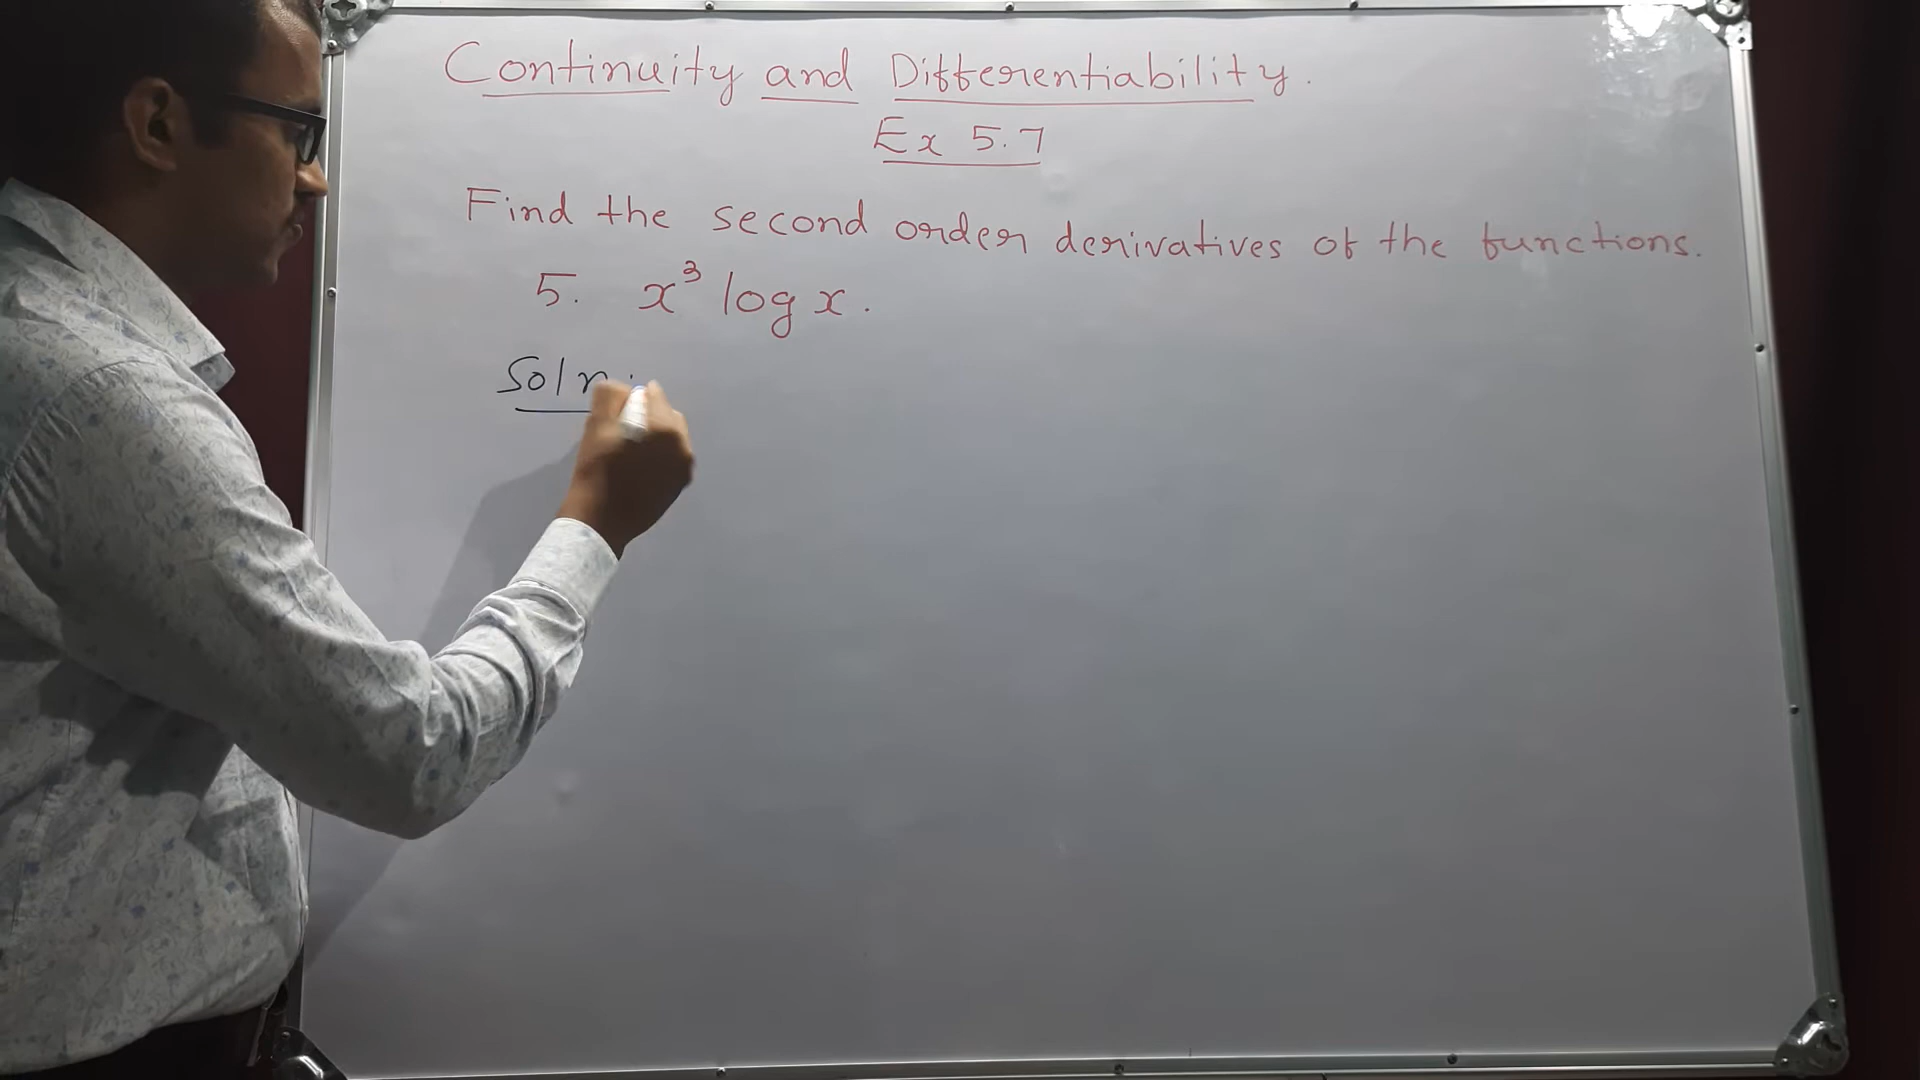 Continuity and Differentiability.
Ex 5.7
Find the second order derivatives of the functions.
5. x³ log x.
Soln: